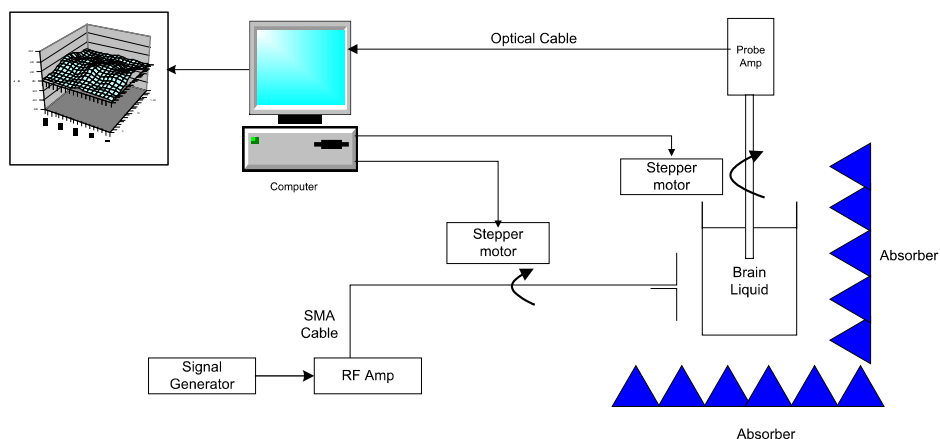 Optical Cable
Probe
Amp
Computer
Stepper
motor
Stepper
motor
Brain
Liquid
Absorber
SMA
Cable
Signal
Generator
RF Amp
Absorber